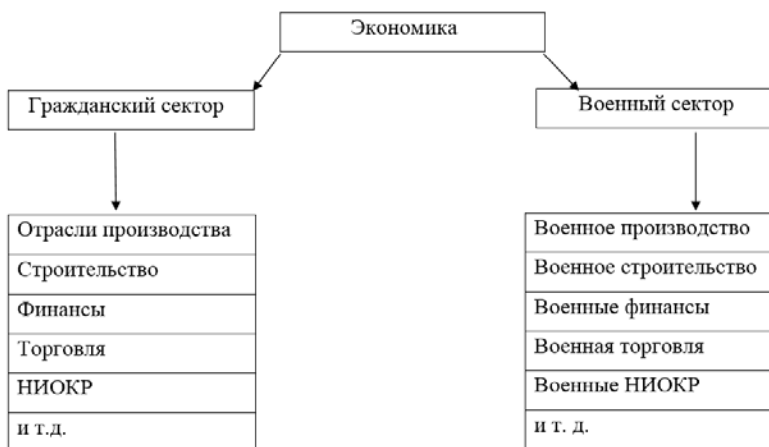 Экономика
Гражданский сектор
Военный сектор
Отрасли производства
Строительство
Финансы
Торговля
НИОКР
и т.д.
Военное производство
Военное строительство
Военные финансы
Военная торговля
Военные НИОКР
и т. д.